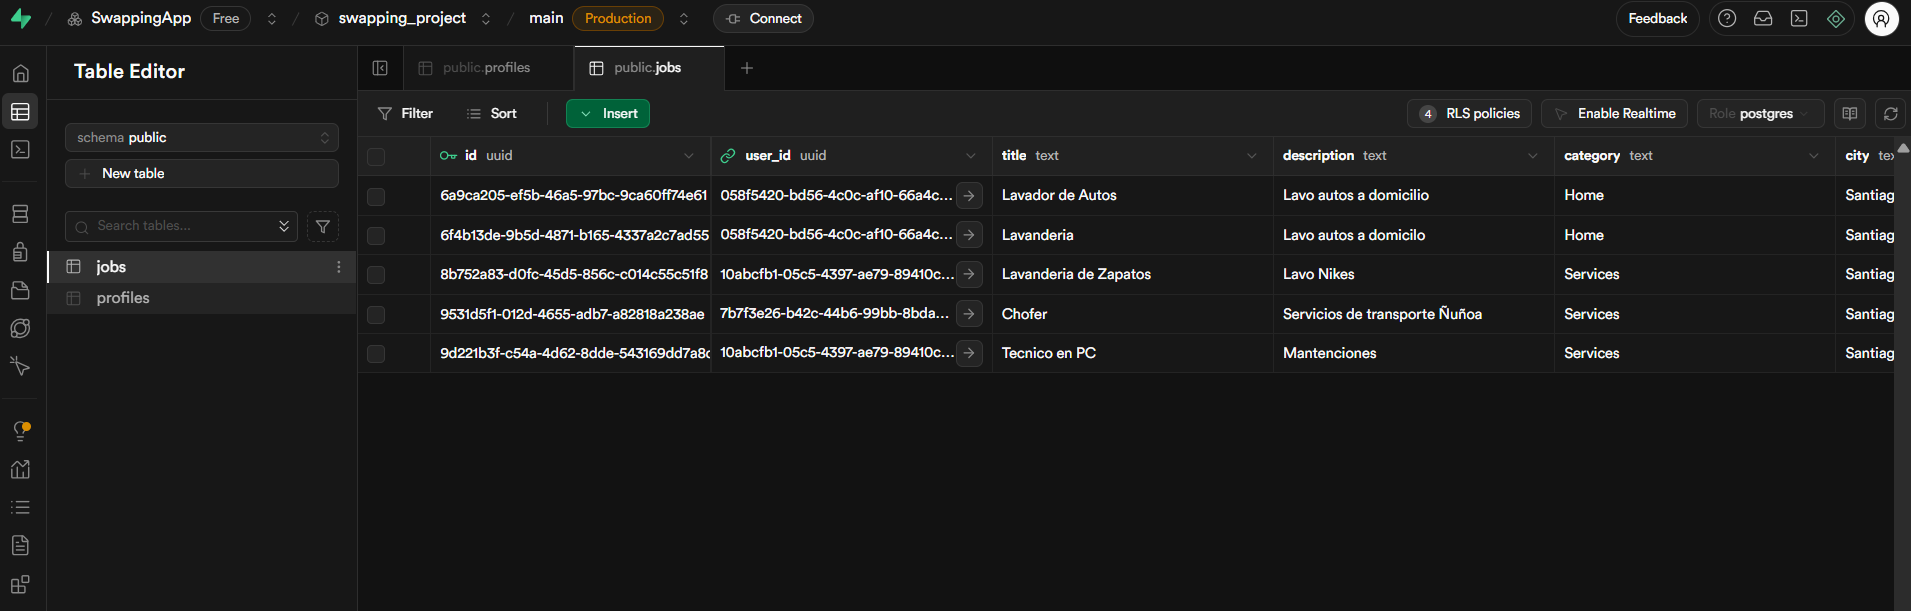 SwappingApp Free swapping_project main Production Connect Feedback
Table Editor
public.profiles public.jobs
Filter Sort Insert 4 RLS policies Enable Realtime Role postgres
schema public
New table
Search tables...
jobs
profiles
id uuid user_id uuid title text description text category text city tex
6a9ca205-ef5b-46a5-97bc-9ca60ff74e61 058f5420-bd56-4c0c-af10-66a4c... Lavador de Autos Lavo autos a domicilio Home Santiag
6f4b13de-9b5d-4871-b165-4337a2c7ad55 058f5420-bd56-4c0c-af10-66a4c... Lavanderia Lavo autos a domicilo Home Santiag
8b752a83-d0fc-45d5-856c-c014c55c51f8 10abcfb1-05c5-4397-ae79-89410c... Lavanderia de Zapatos Lavo Nikes Services Santiag
9531d5f1-012d-4655-adb7-a82818a238ae 7b7f3e26-b42c-44b6-99bb-8bda... Chofer Servicios de transporte Ñuñoa Services Santiag
9d221b3f-c54a-4d62-8dde-543169dd7a8c 10abcfb1-05c5-4397-ae79-89410c... Tecnico en PC Mantenciones Services Santiag